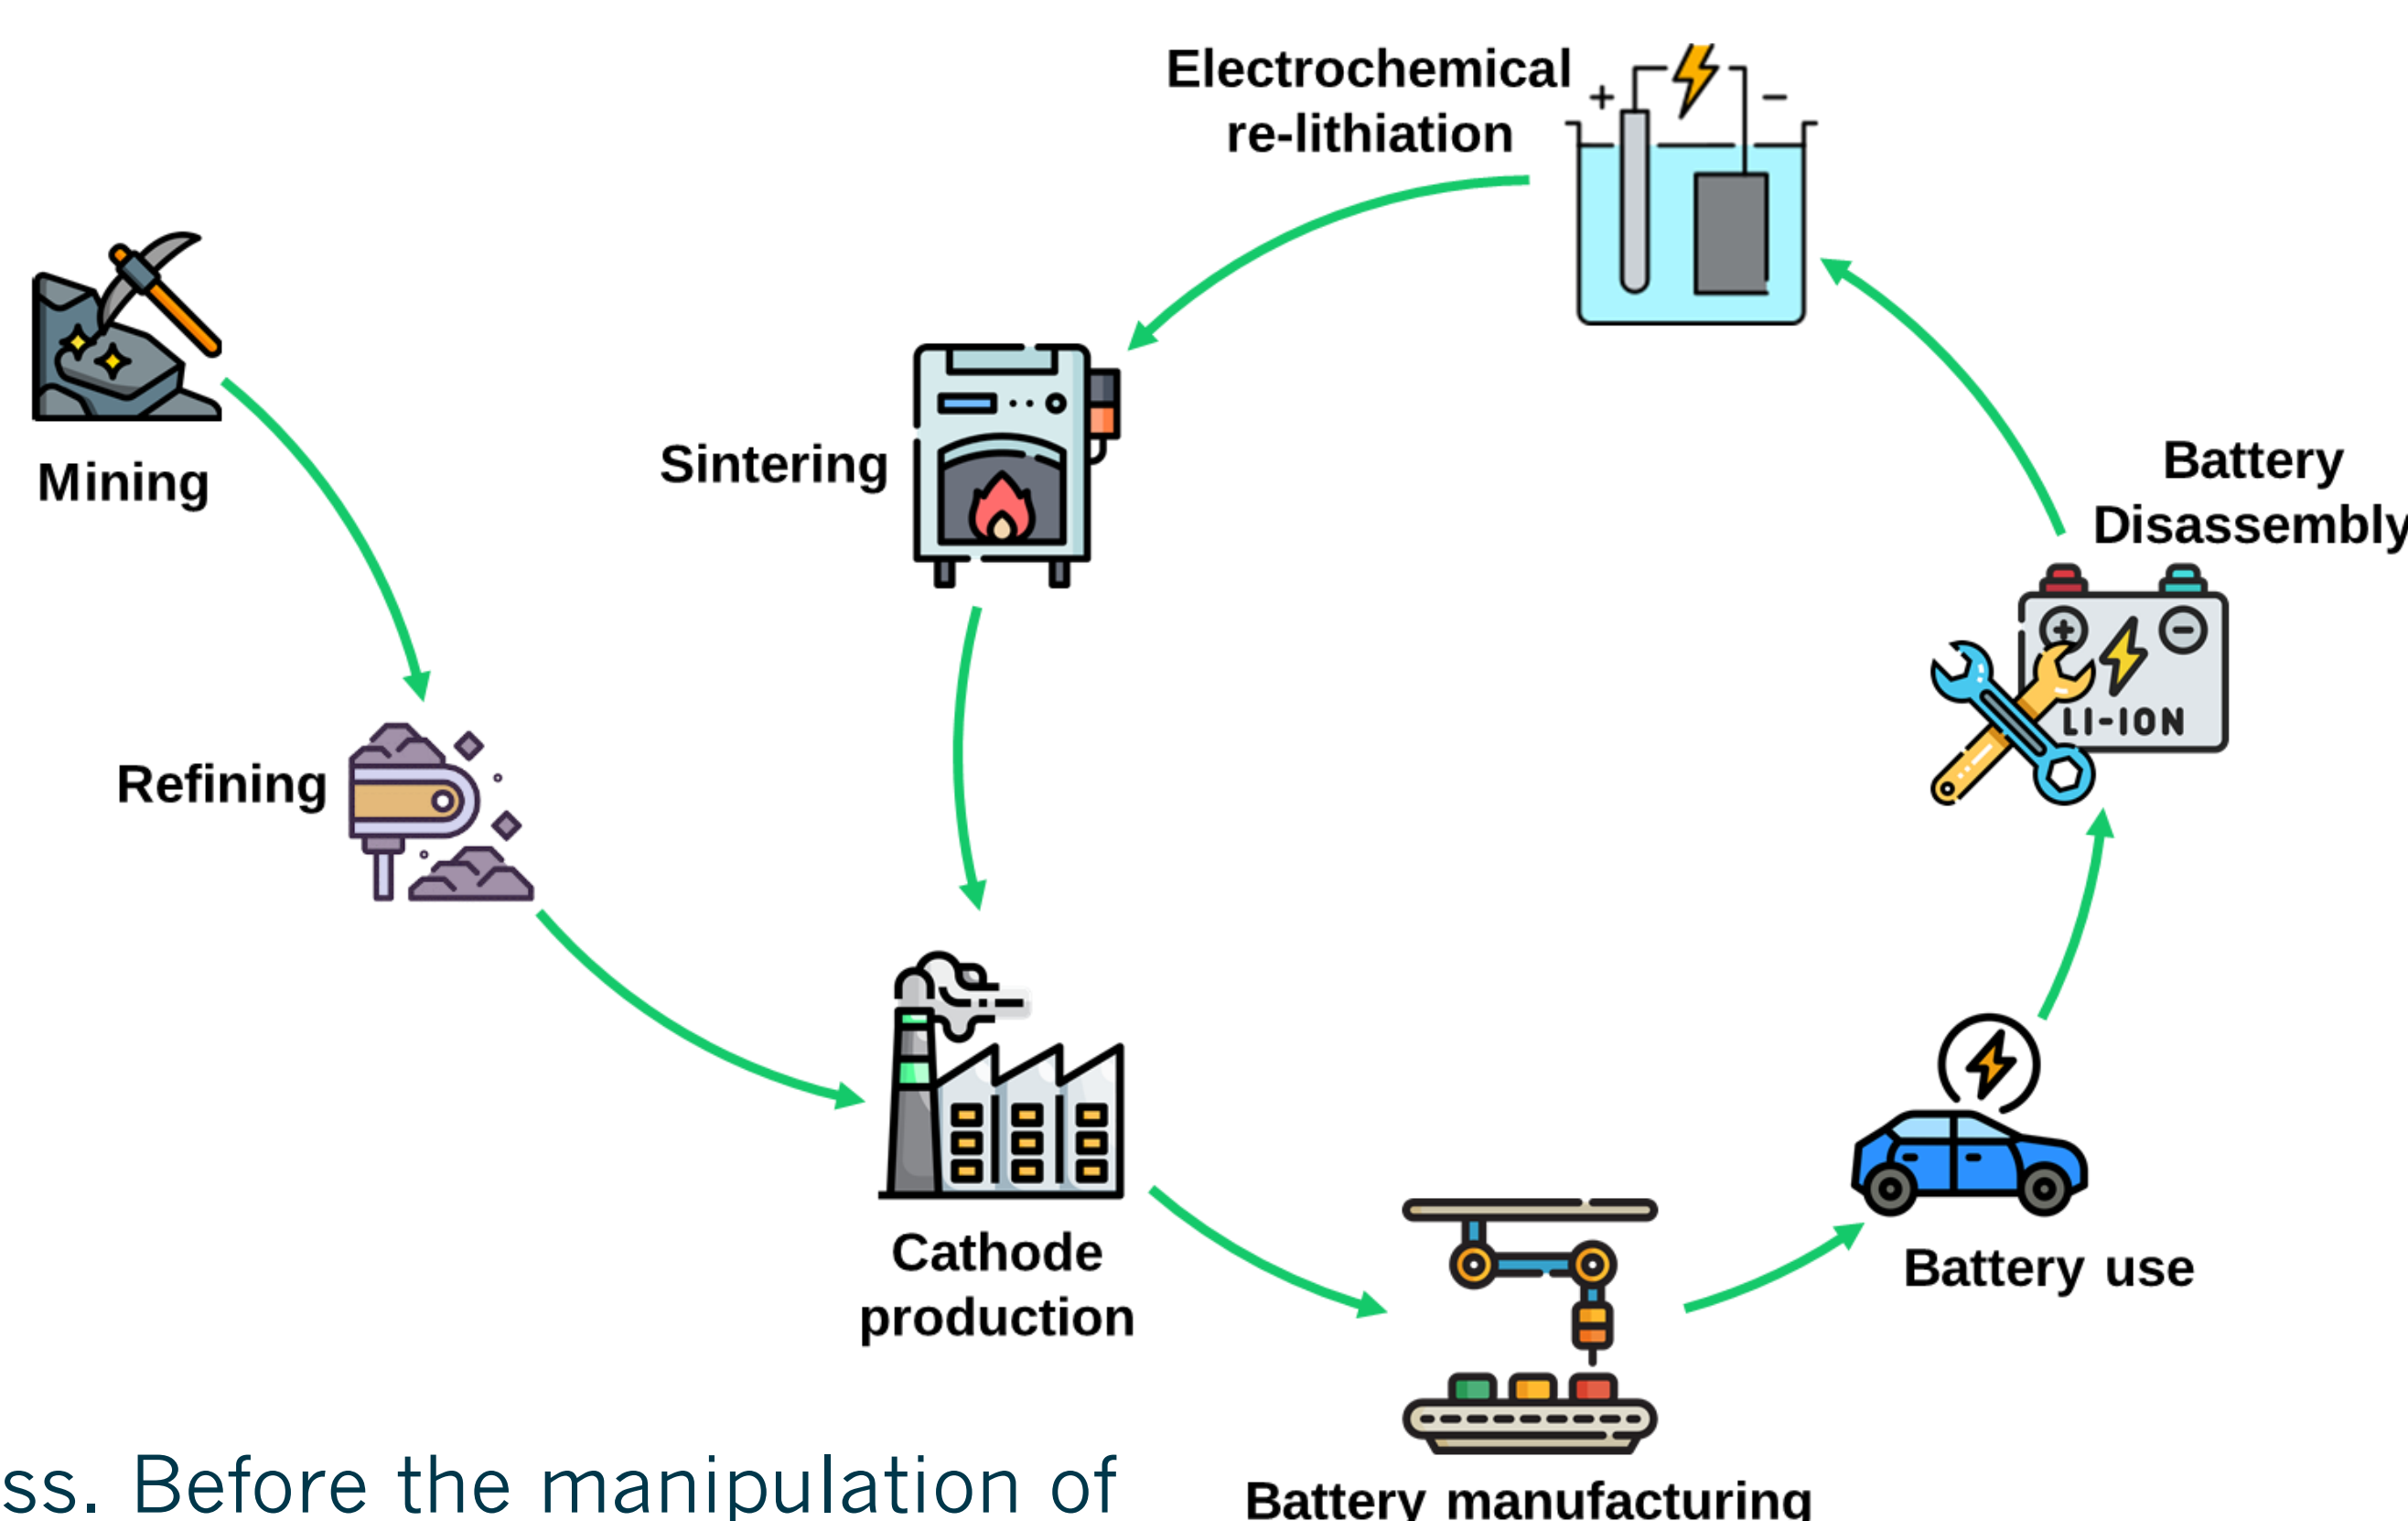 Electrochemical
re-lithiation
+
−
Mining
Sintering
Battery
Disassembly
+
−
LI-ION
Refining
Cathode
production
Battery use
Battery manufacturing
ss. Before the manipulation of